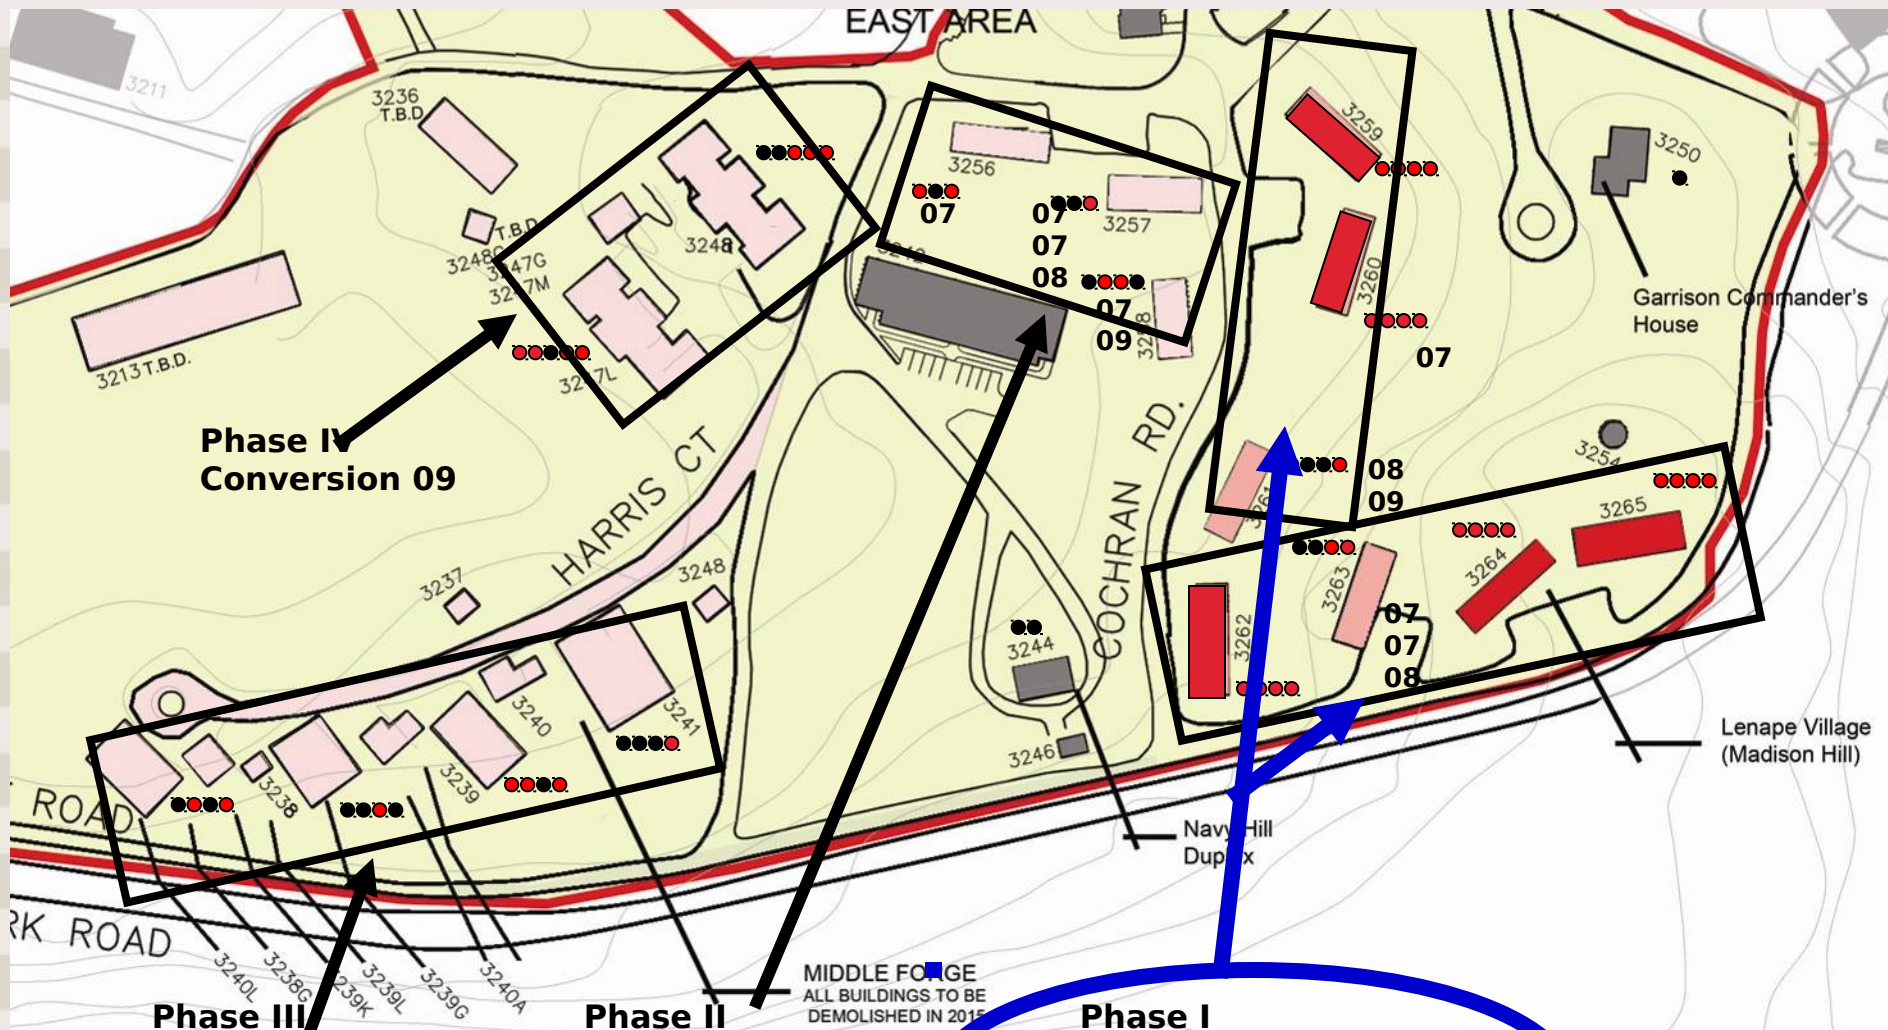 EAST AREA
3211
3236
T.B.D
3259
3250
3256
07
07
07
08
3257
3248
T.B.D
3248G
3247G
3247M
3260
Garrison Commander's
House
07
09
3258
07
3213 T.B.D.
3247L
Phase IV
Conversion 09
HARRIS CT
COCHRAN RD.
3254
08
09
3261
3265
3264
3263
3237
3248
07
07
08
3262
3244
3240
3241
3246
Lenape Village
(Madison Hill)
3239
3238
ROAD
Navy Hill
Duplex
RK ROAD
3240L
3238G
3239K
3239L
3239G
3240A
MIDDLE FORGE
ALL BUILDINGS TO BE
DEMOLISHED IN 2015
Phase III
Phase II
Phase I